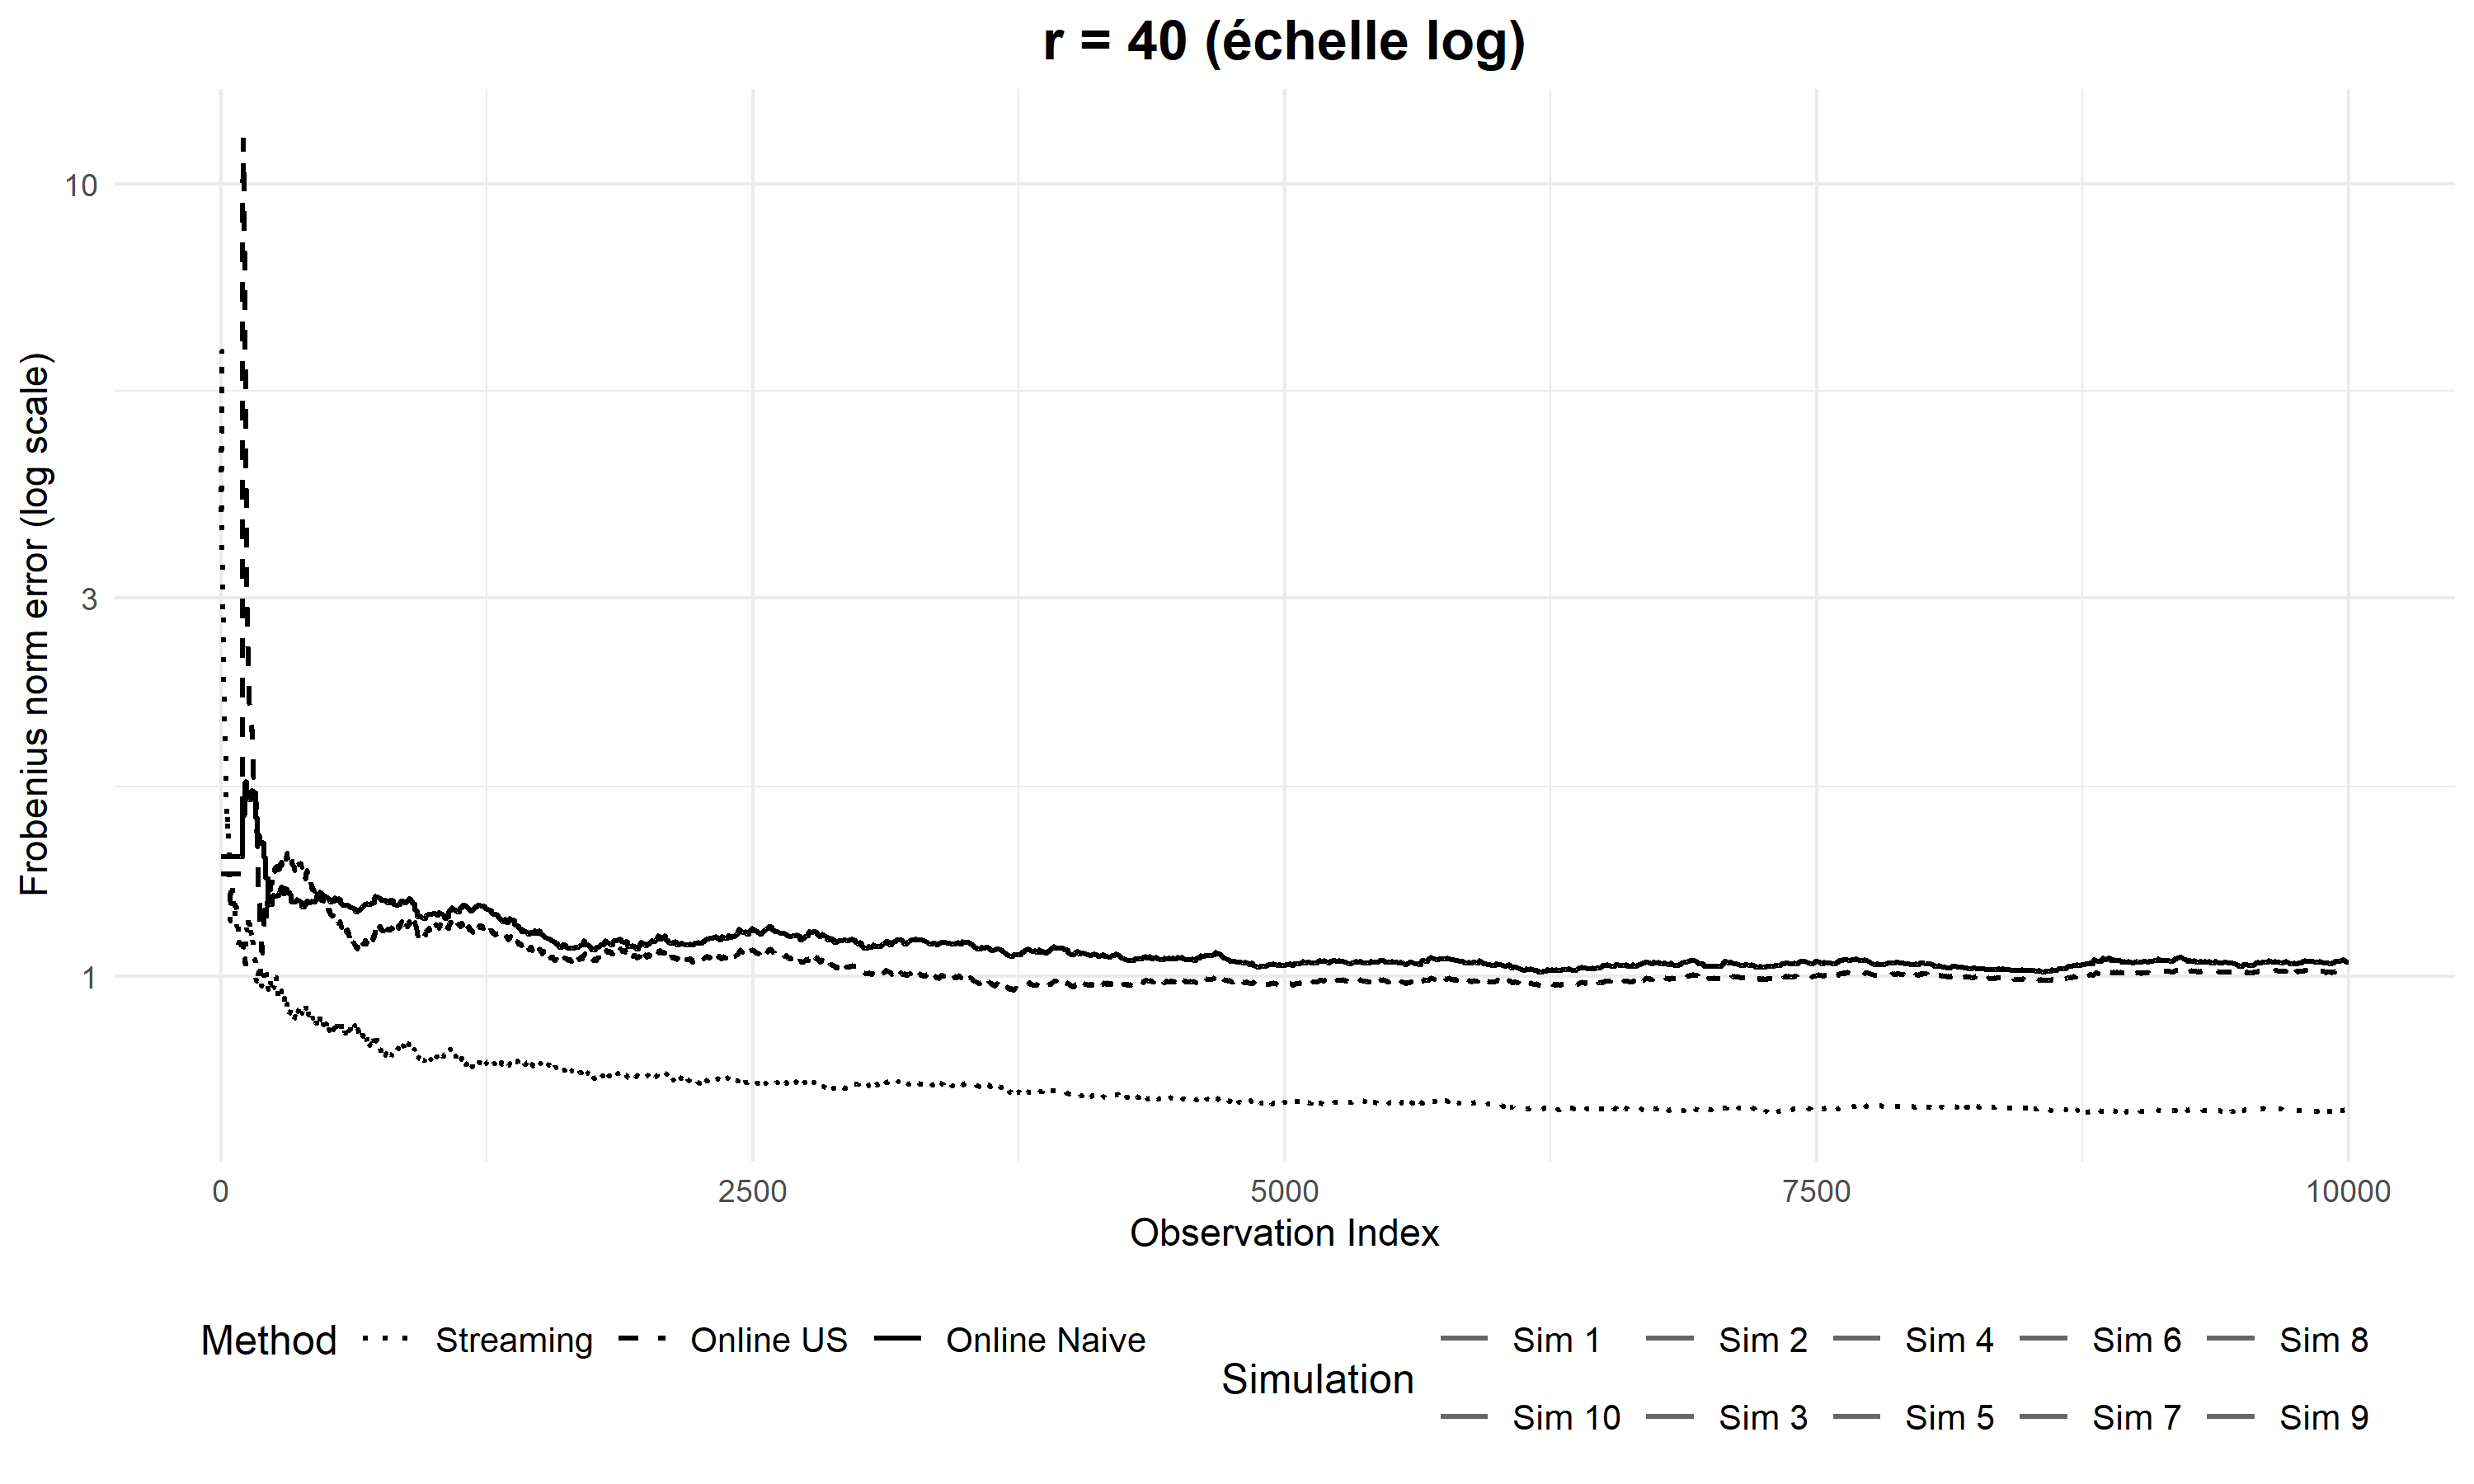 r = 40 (échelle log)
Frobenius norm error (log scale)
10
3
1
0 2500 5000 7500 10000
Observation Index
Method Streaming Online US Online Naive
Simulation
Sim 1 Sim 2 Sim 4 Sim 6 Sim 8
Sim 10 Sim 3 Sim 5 Sim 7 Sim 9